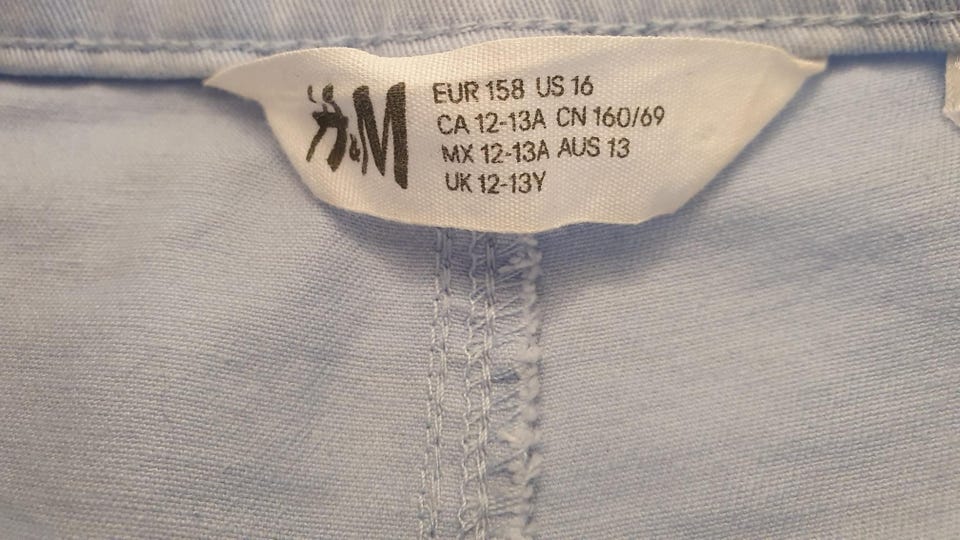 H&M
EUR 158 US 16
CA 12-13A CN 160/69
MX 12-13A AUS 13
UK 12-13Y